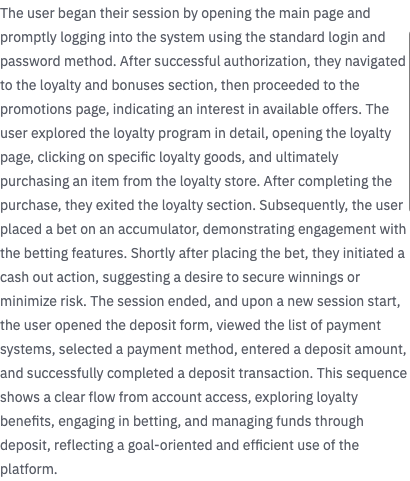 The user began their session by opening the main page and
promptly logging into the system using the standard login and
password method. After successful authorization, they navigated
to the loyalty and bonuses section, then proceeded to the
promotions page, indicating an interest in available offers. The
user explored the loyalty program in detail, opening the loyalty
page, clicking on specific loyalty goods, and ultimately
purchasing an item from the loyalty store. After completing the
purchase, they exited the loyalty section. Subsequently, the user
placed a bet on an accumulator, demonstrating engagement with
the betting features. Shortly after placing the bet, they initiated a
cash out action, suggesting a desire to secure winnings or
minimize risk. The session ended, and upon a new session start,
the user opened the deposit form, viewed the list of payment
systems, selected a payment method, entered a deposit amount,
and successfully completed a deposit transaction. This sequence
shows a clear flow from account access, exploring loyalty
benefits, engaging in betting, and managing funds through
deposit, reflecting a goal-oriented and efficient use of the
platform.